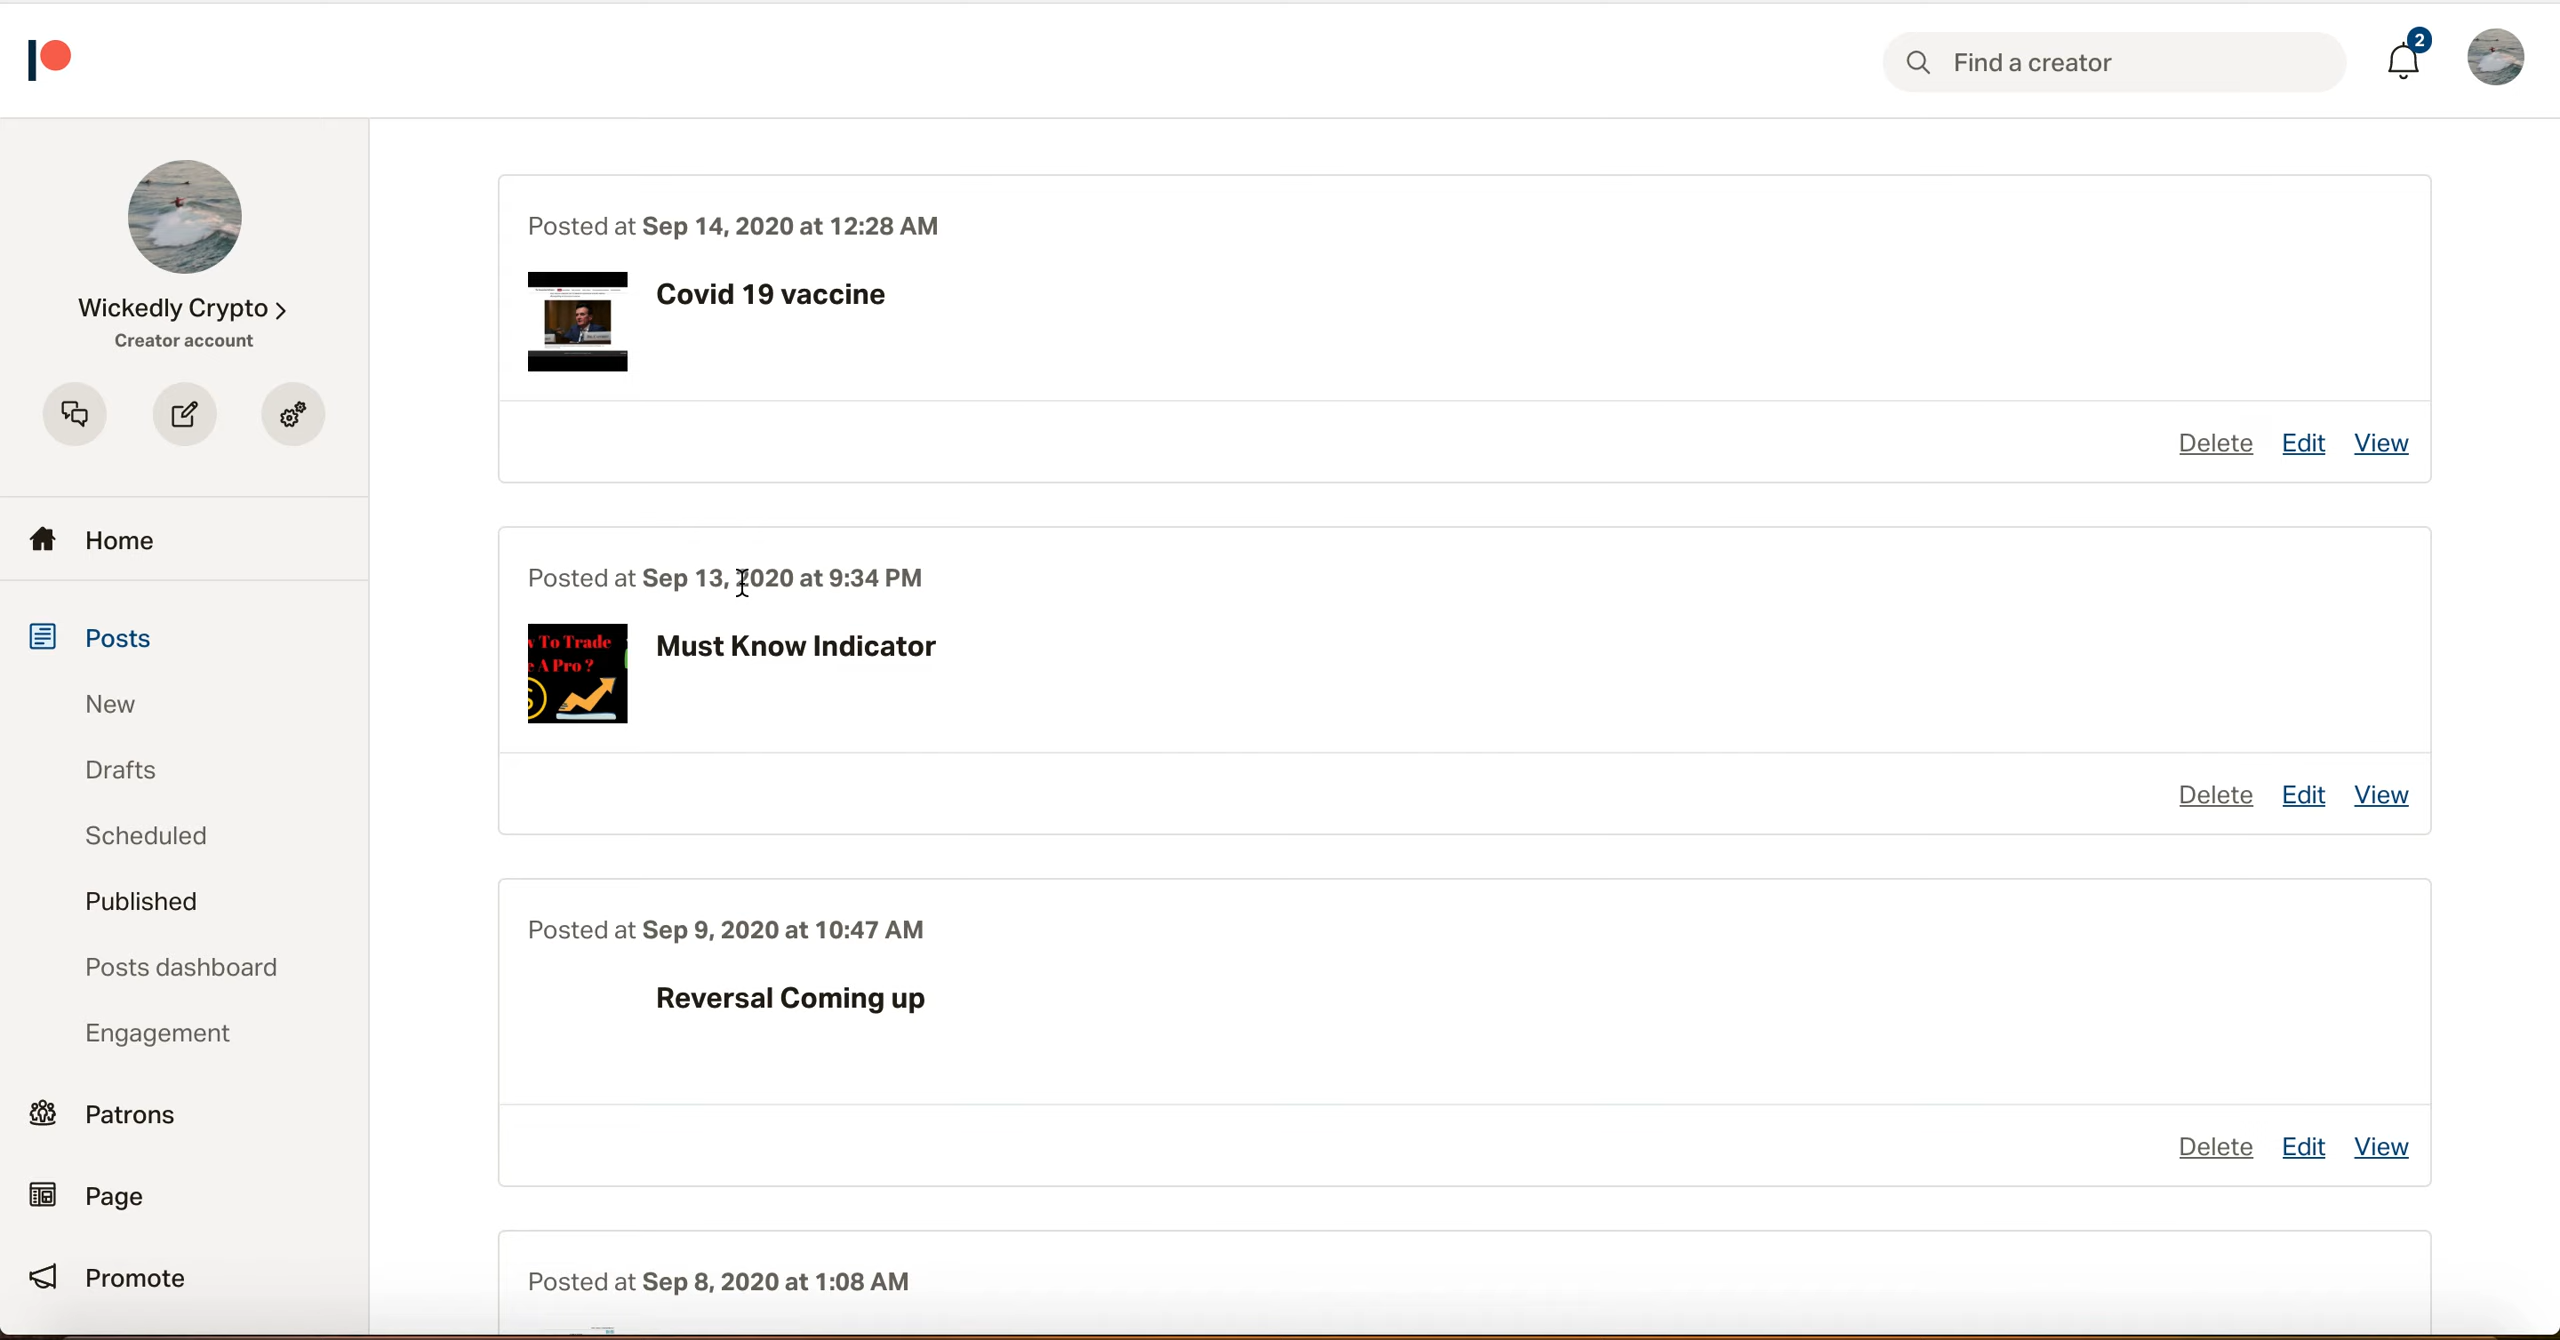 Find a creator
2
Wickedly Crypto >
Creator account
Home
Posts
New
Drafts
Scheduled
Published
Posts dashboard
Engagement
Patrons
Page
Promote
Posted at Sep 14, 2020 at 12:28 AM
Covid 19 vaccine
Delete Edit View
Posted at Sep 13, 2020 at 9:34 PM
To Trade
A Pro ?
Must Know Indicator
Delete Edit View
Posted at Sep 9, 2020 at 10:47 AM
Reversal Coming up
Delete Edit View
Posted at Sep 8, 2020 at 1:08 AM